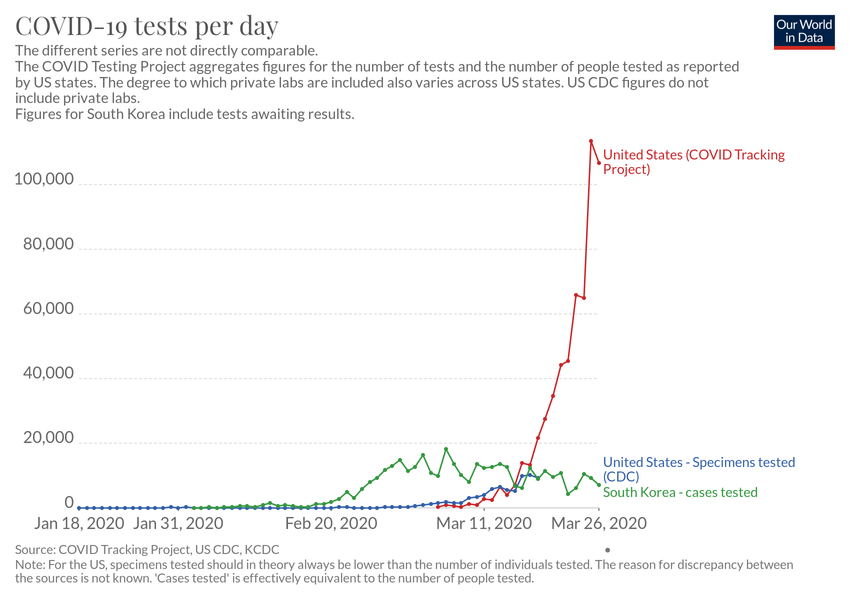 COVID-19 tests per day
Our World
in Data
The different series are not directly comparable.
The COVID Testing Project aggregates figures for the number of tests and the number of people tested as reported
by US states. The degree to which private labs are included also varies across US states. US CDC figures do not
include private labs.
Figures for South Korea include tests awaiting results.
United States (COVID Tracking
Project)
100,000
80,000
60,000
40,000
20,000
United States - Specimens tested
(CDC)
South Korea - cases tested
0
Jan 18, 2020 Jan 31, 2020 Feb 20, 2020 Mar 11, 2020 Mar 26, 2020
Source: COVID Tracking Project, US CDC, KCDC
Note: For the US, specimens tested should in theory always be lower than the number of individuals tested. The reason for discrepancy between
the sources is not known. 'Cases tested' is effectively equivalent to the number of people tested.